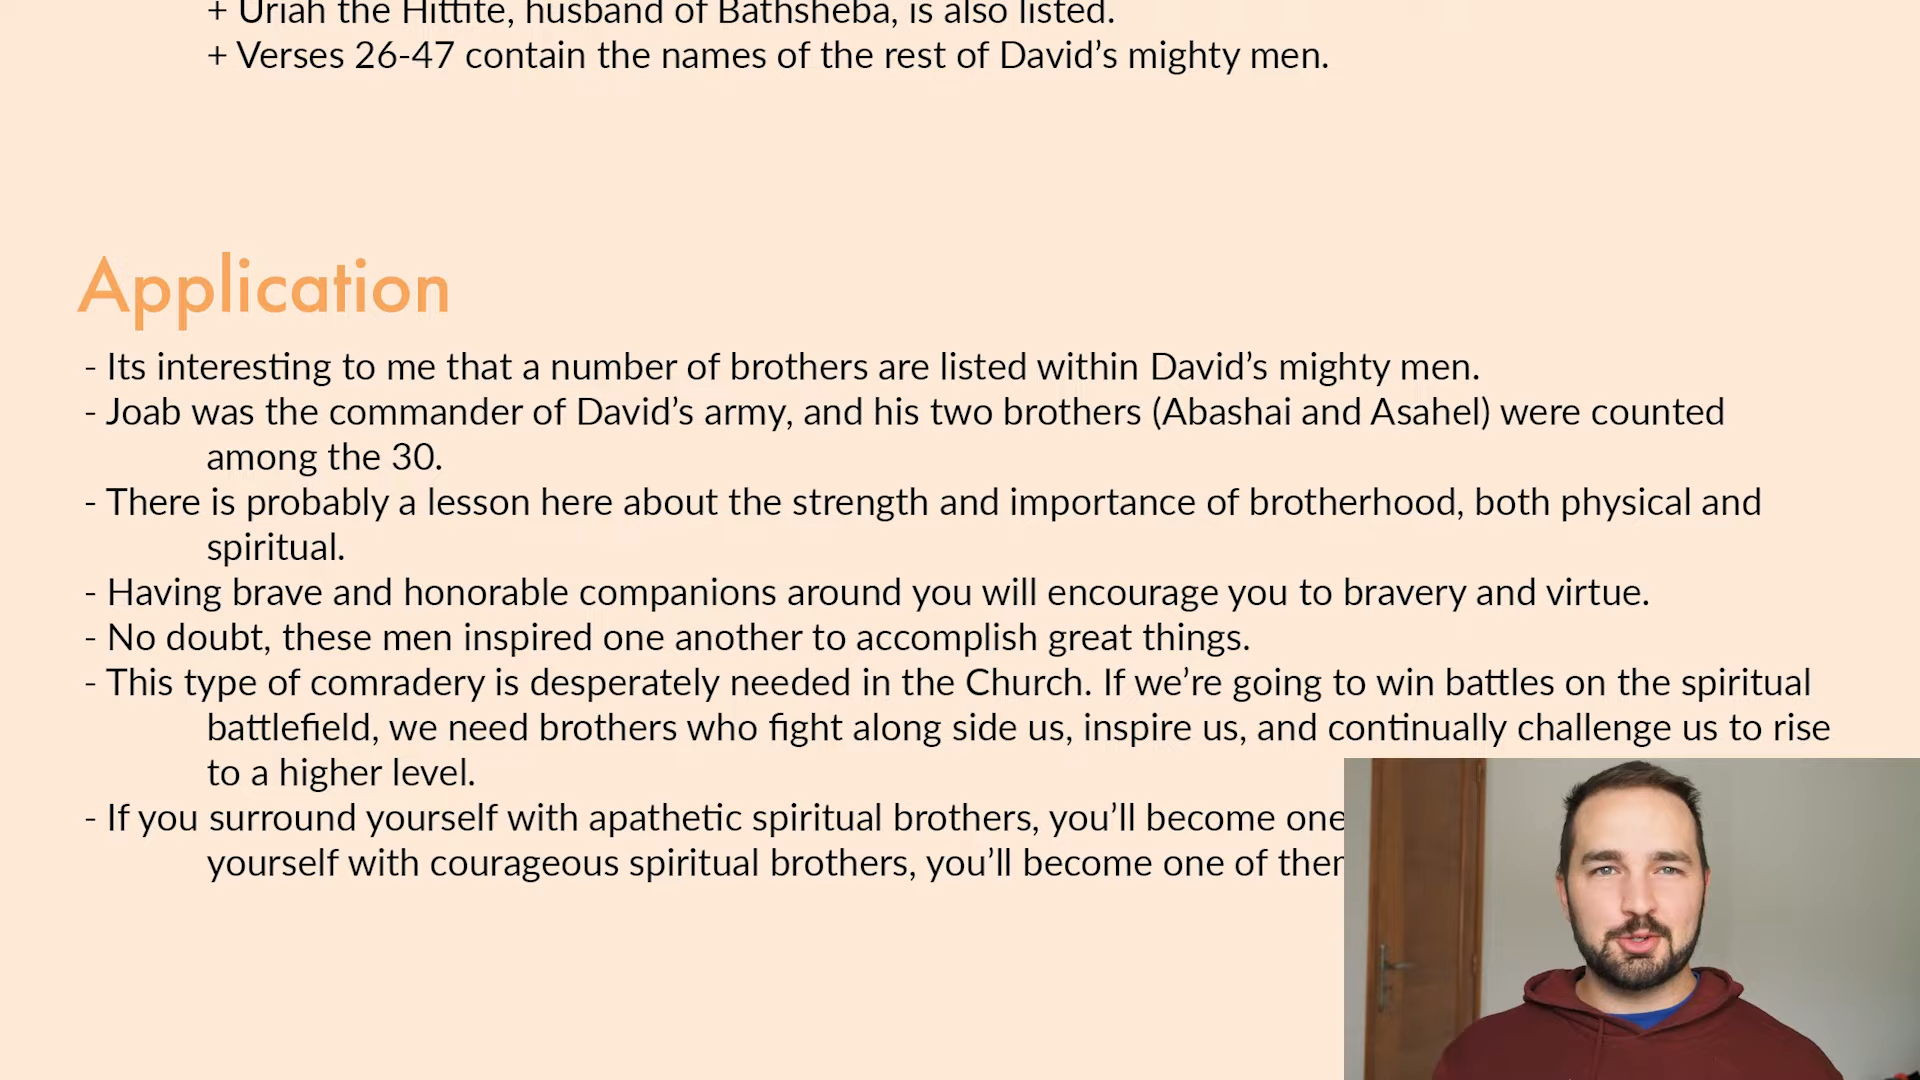 + Uriah the Hittite, husband of Bathsheba, is also listed.
+ Verses 26-47 contain the names of the rest of David’s mighty men.
Application
- Its interesting to me that a number of brothers are listed within David’s mighty men.
- Joab was the commander of David’s army, and his two brothers (Abashai and Asahel) were counted
among the 30.
- There is probably a lesson here about the strength and importance of brotherhood, both physical and
spiritual.
- Having brave and honorable companions around you will encourage you to bravery and virtue.
- No doubt, these men inspired one another to accomplish great things.
- This type of comradery is desperately needed in the Church. If we’re going to win battles on the spiritual
battlefield, we need brothers who fight along side us, inspire us, and continually challenge us to rise
to a higher level.
- If you surround yourself with apathetic spiritual brothers, you’ll become one
yourself with courageous spiritual brothers, you’ll become one of